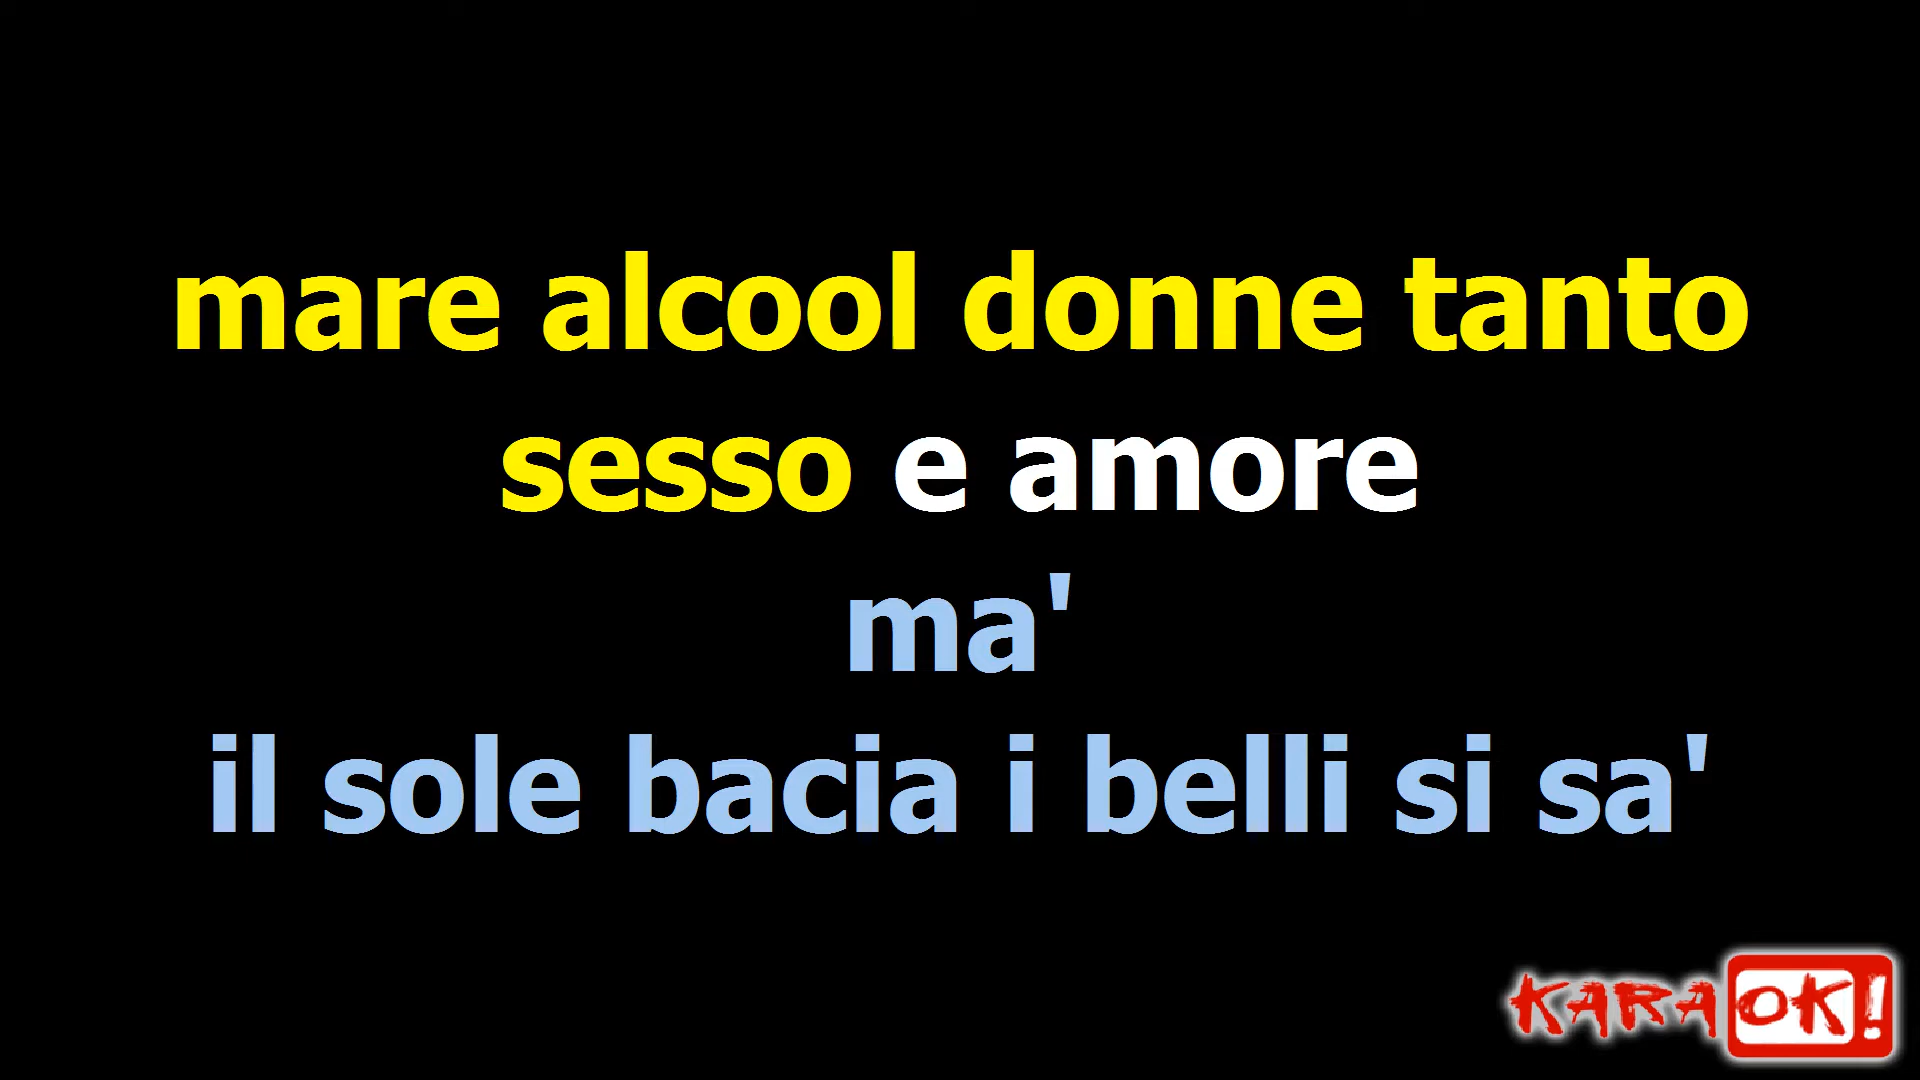 mare alcool donne tanto
sesso e amore
ma'
il sole bacia i belli si sa'
KARAOK!